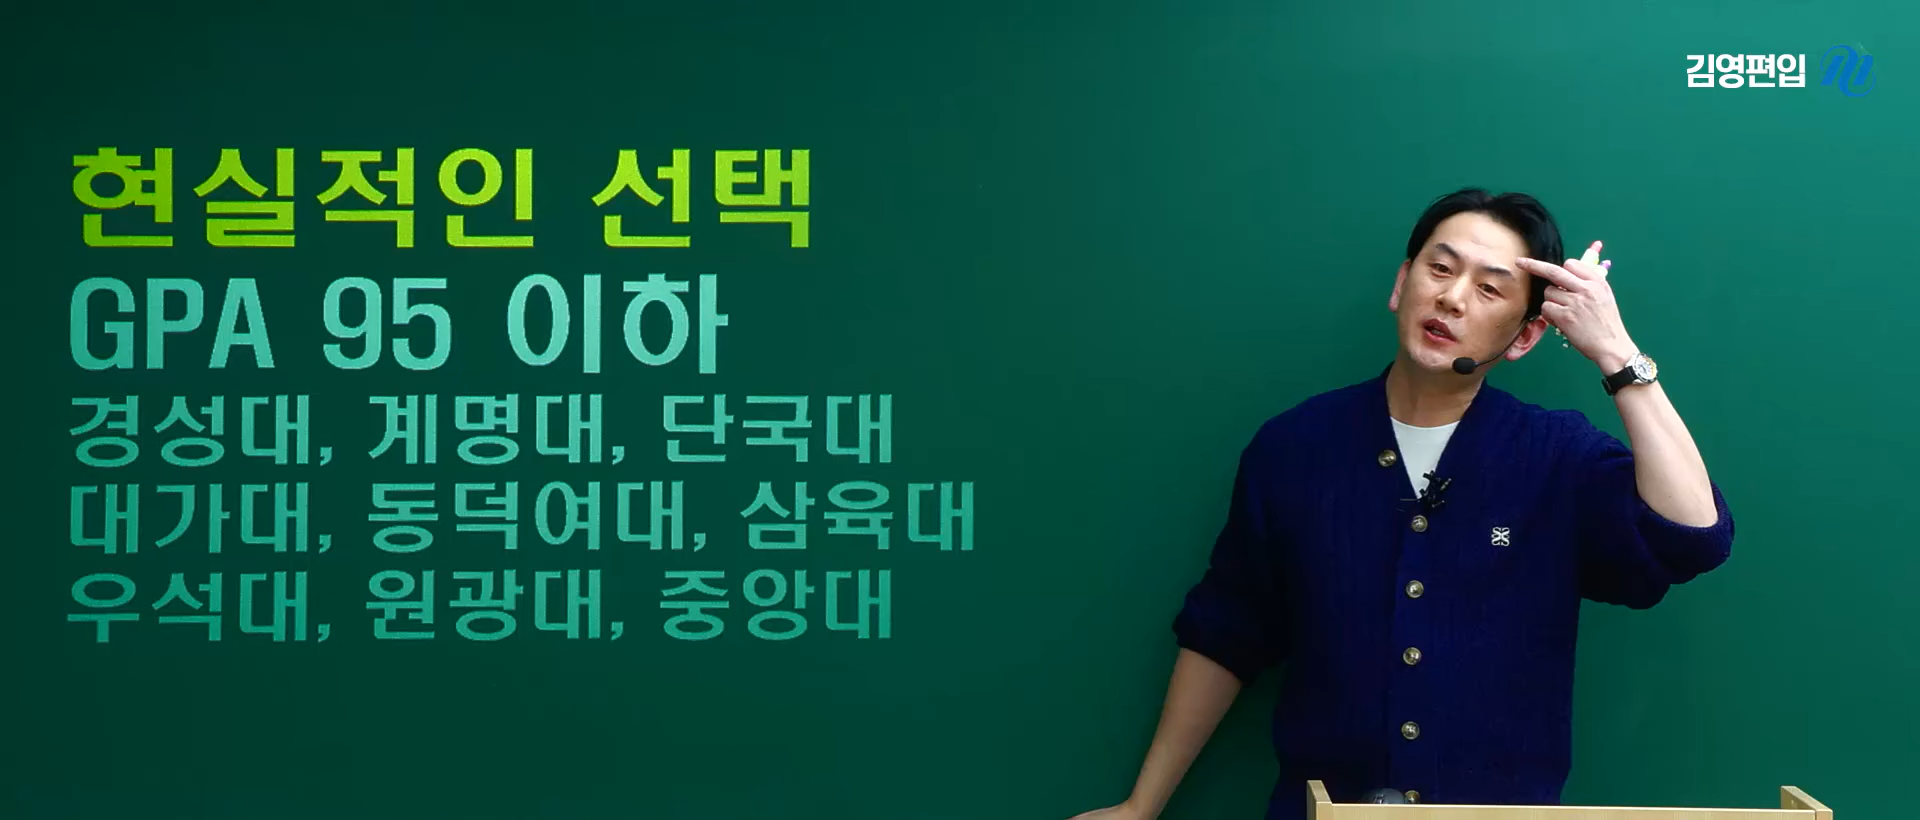 김영편입
현실적인 선택
GPA 95 이하
경성대, 계명대, 단국대
대가대, 동덕여대, 삼육대
우석대, 원광대, 중앙대